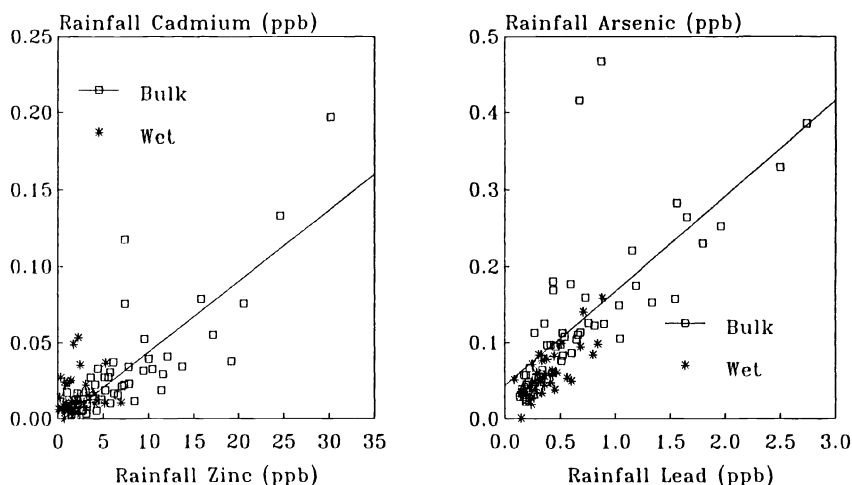 Rainfall Cadmium (ppb)
0.25
0.20
0.15
0.10
0.05
0.00
Bulk
Wet
0 5 10 15 20 25 30 35
Rainfall Zinc (ppb)
Rainfall Arsenic (ppb)
0.5
0.4
0.3
0.2
0.1
0.0
Bulk
Wet
0.0 0.5 1.0 1.5 2.0 2.5 3.0
Rainfall Lead (ppb)